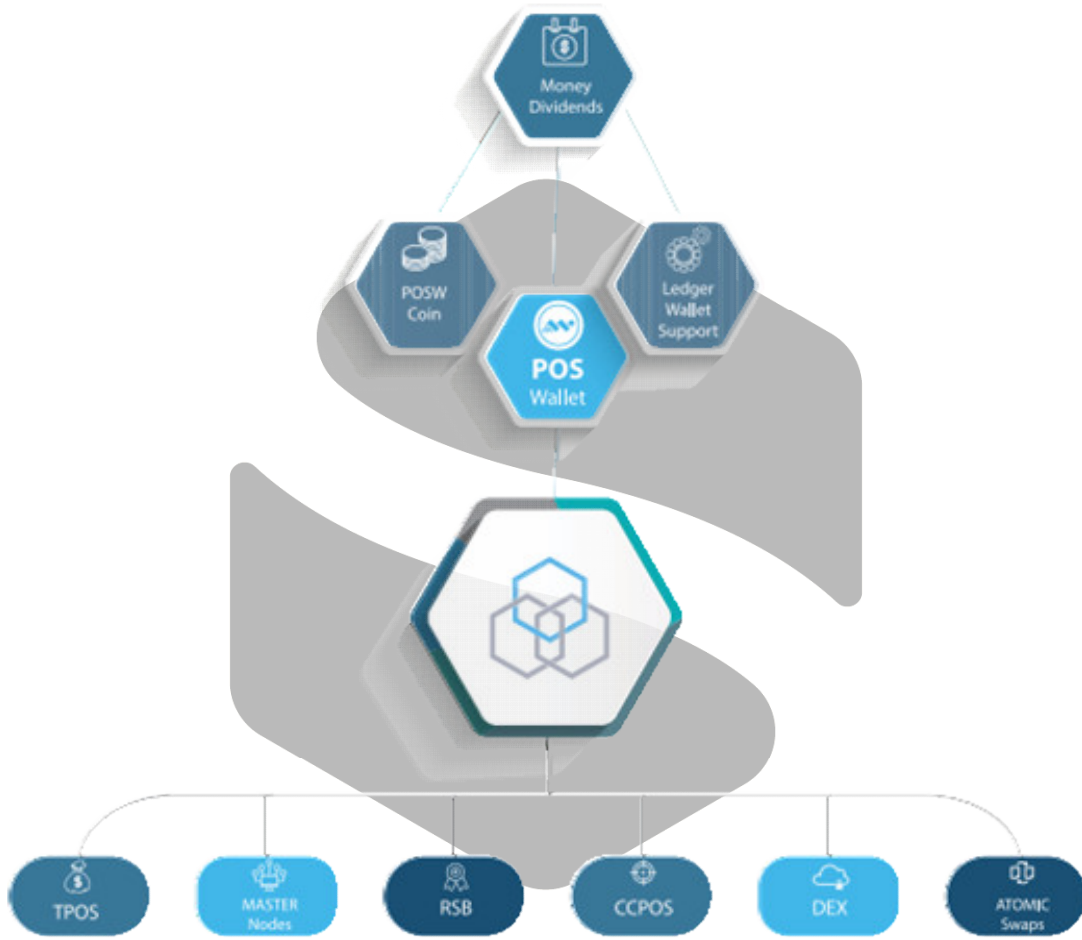 Money
Dividends
POSW
Coin
Ledger
Wallet
Support
POS
Wallet
TPOS
MASTER
Nodes
RSB
CCPOS
DEX
ATOMIC
Swaps